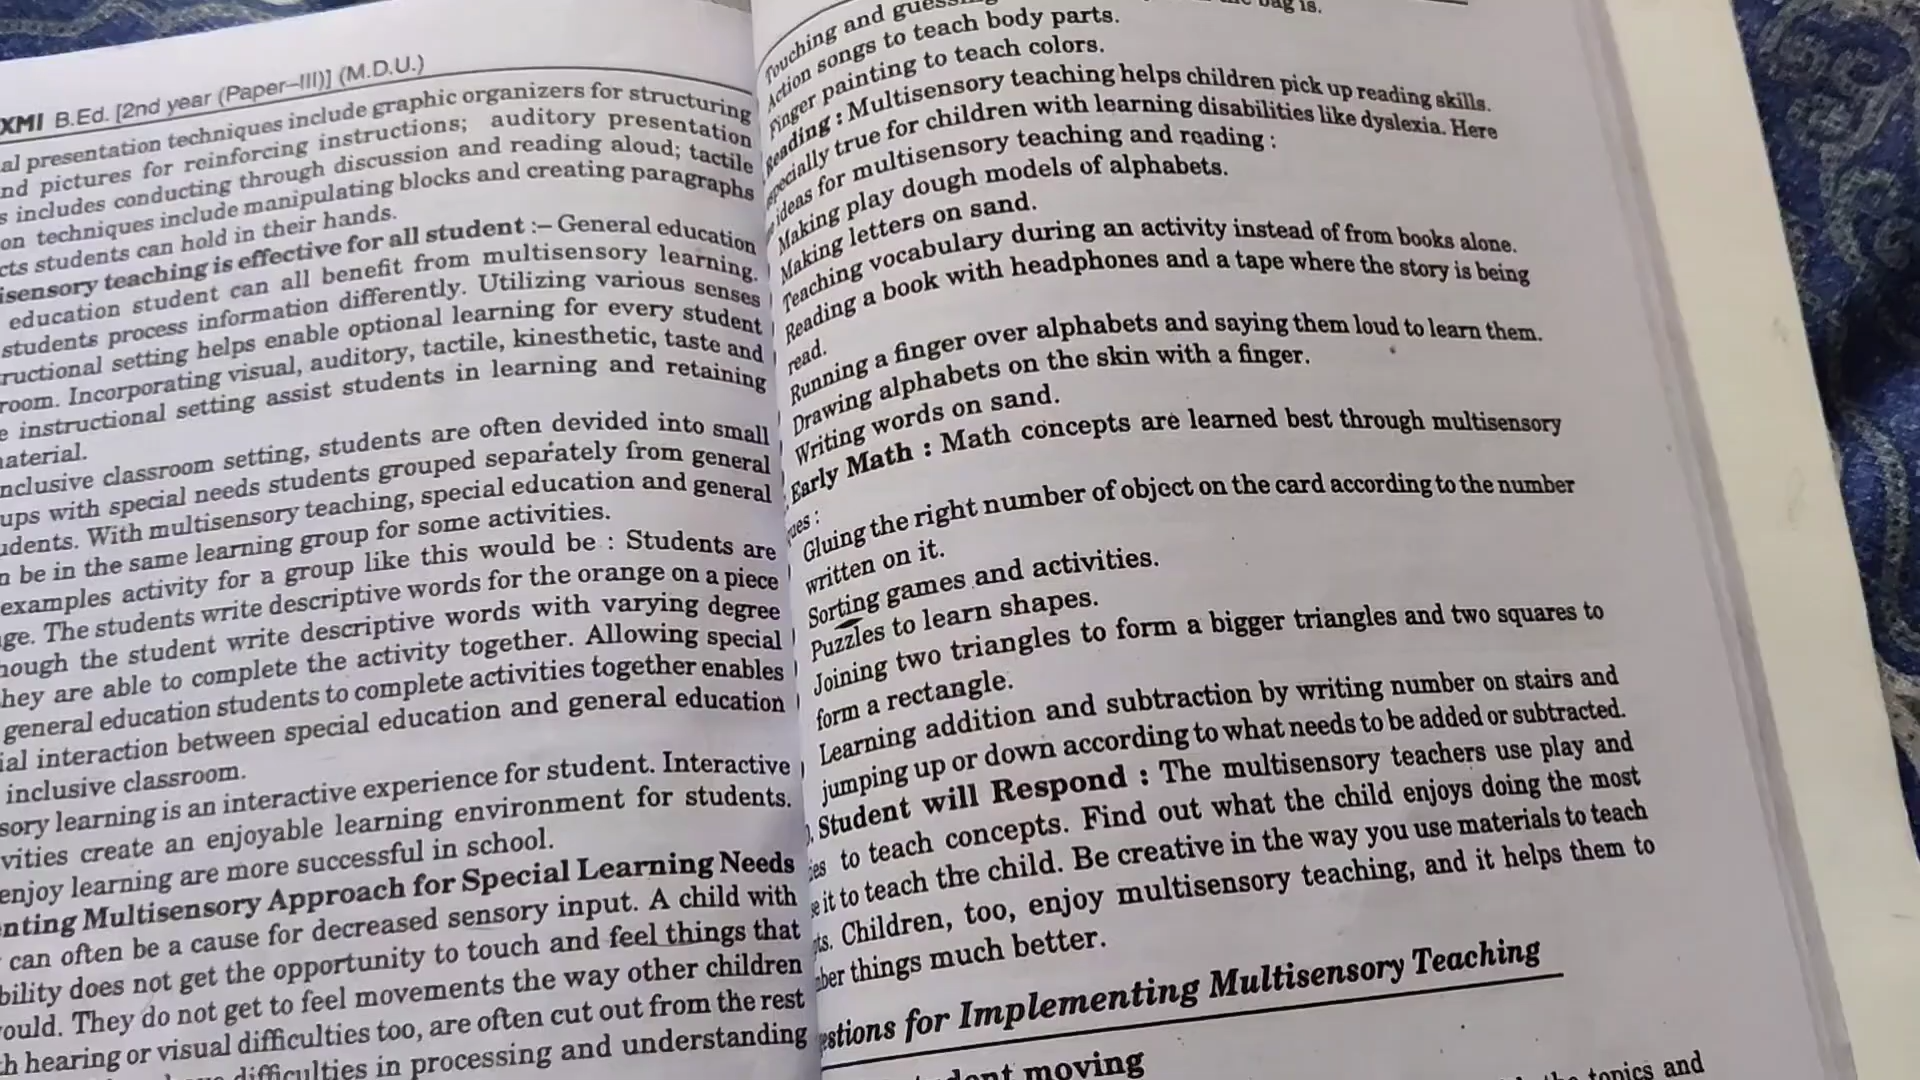 XMI B.Ed. [2nd year (Paper–III)] (M.D.U.)
al presentation techniques include graphic organizers for structuring
nd pictures for reinforcing instructions; auditory presentation
s includes conducting through discussion and reading aloud; tactile
on techniques include manipulating blocks and creating paragraphs
cts students can hold in their hands.
isensory teaching is effective for all student :– General education
education student can all benefit from multisensory learning.
students process information differently. Utilizing various senses
ructional setting helps enable optional learning for every student
room. Incorporating visual, auditory, tactile, kinesthetic, taste and
e instructional setting assist students in learning and retaining
material.
nclusive classroom setting, students are often devided into small
ups with special needs students grouped separately from general
udents. With multisensory teaching, special education and general
n be in the same learning group for some activities.
examples activity for a group like this would be : Students are
ge. The students write descriptive words for the orange on a piece
hough the student write descriptive words with varying degree
hey are able to complete the activity together. Allowing special
general education students to complete activities together enables
ial interaction between special education and general education
inclusive classroom.
sory learning is an interactive experience for student. Interactive
vities create an enjoyable learning environment for students.
enjoy learning are more successful in school.
nting Multisensory Approach for Special Learning Needs
can often be a cause for decreased sensory input. A child with
bility does not get the opportunity to touch and feel things that
ould. They do not get to feel movements the way other children
h hearing or visual difficulties too, are often cut out from the rest
difficulties in processing and understanding
Touching and guessing bag is.
Action songs to teach body parts.
Finger painting to teach colors.
Reading : Multisensory teaching helps children pick up reading skills.
specially true for children with learning disabilities like dyslexia. Here
ideas for multisensory teaching and reading :
Making play dough models of alphabets.
Making letters on sand.
Teaching vocabulary during an activity instead of from books alone.
Reading a book with headphones and a tape where the story is being
read.
Running a finger over alphabets and saying them loud to learn them.
Drawing alphabets on the skin with a finger.
Writing words on sand.
Early Math : Math concepts are learned best through multisensory
ues :
Gluing the right number of object on the card according to the number
written on it.
Sorting games and activities.
Puzzles to learn shapes.
Joining two triangles to form a bigger triangles and two squares to
form a rectangle.
Learning addition and subtraction by writing number on stairs and
jumping up or down according to what needs to be added or subtracted.
Student will Respond : The multisensory teachers use play and
ies to teach concepts. Find out what the child enjoys doing the most
e it to teach the child. Be creative in the way you use materials to teach
ts. Children, too, enjoy multisensory teaching, and it helps them to
ber things much better.
estions for Implementing Multisensory Teaching
udent moving
topics and